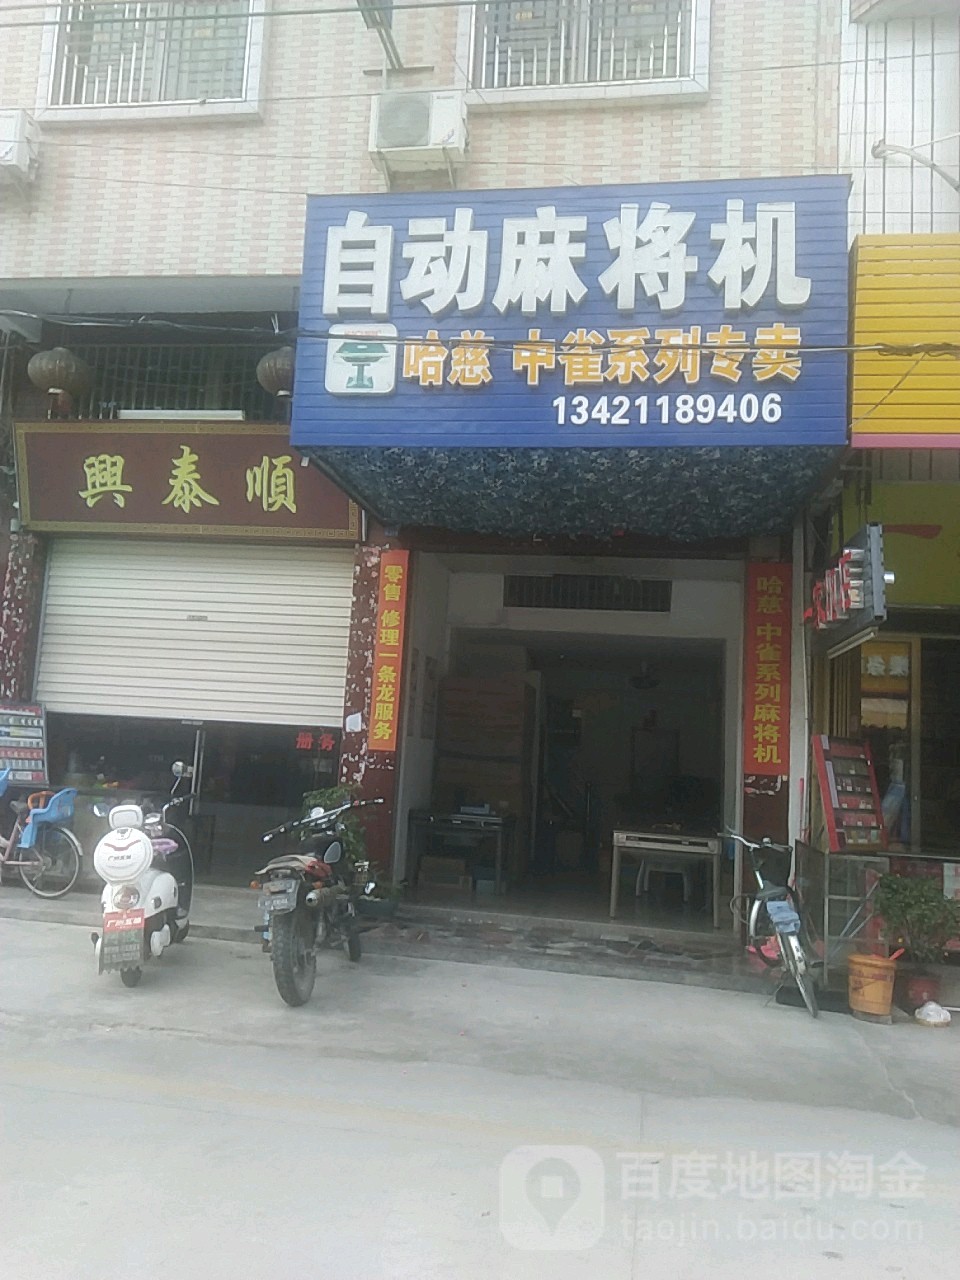 自动麻将机
哈慈 中雀系列专卖
13421189406
興泰順
零售 修理一条龙服务
哈慈 中雀系列麻将机
册务
百度地图淘金
taojin.baidu.com